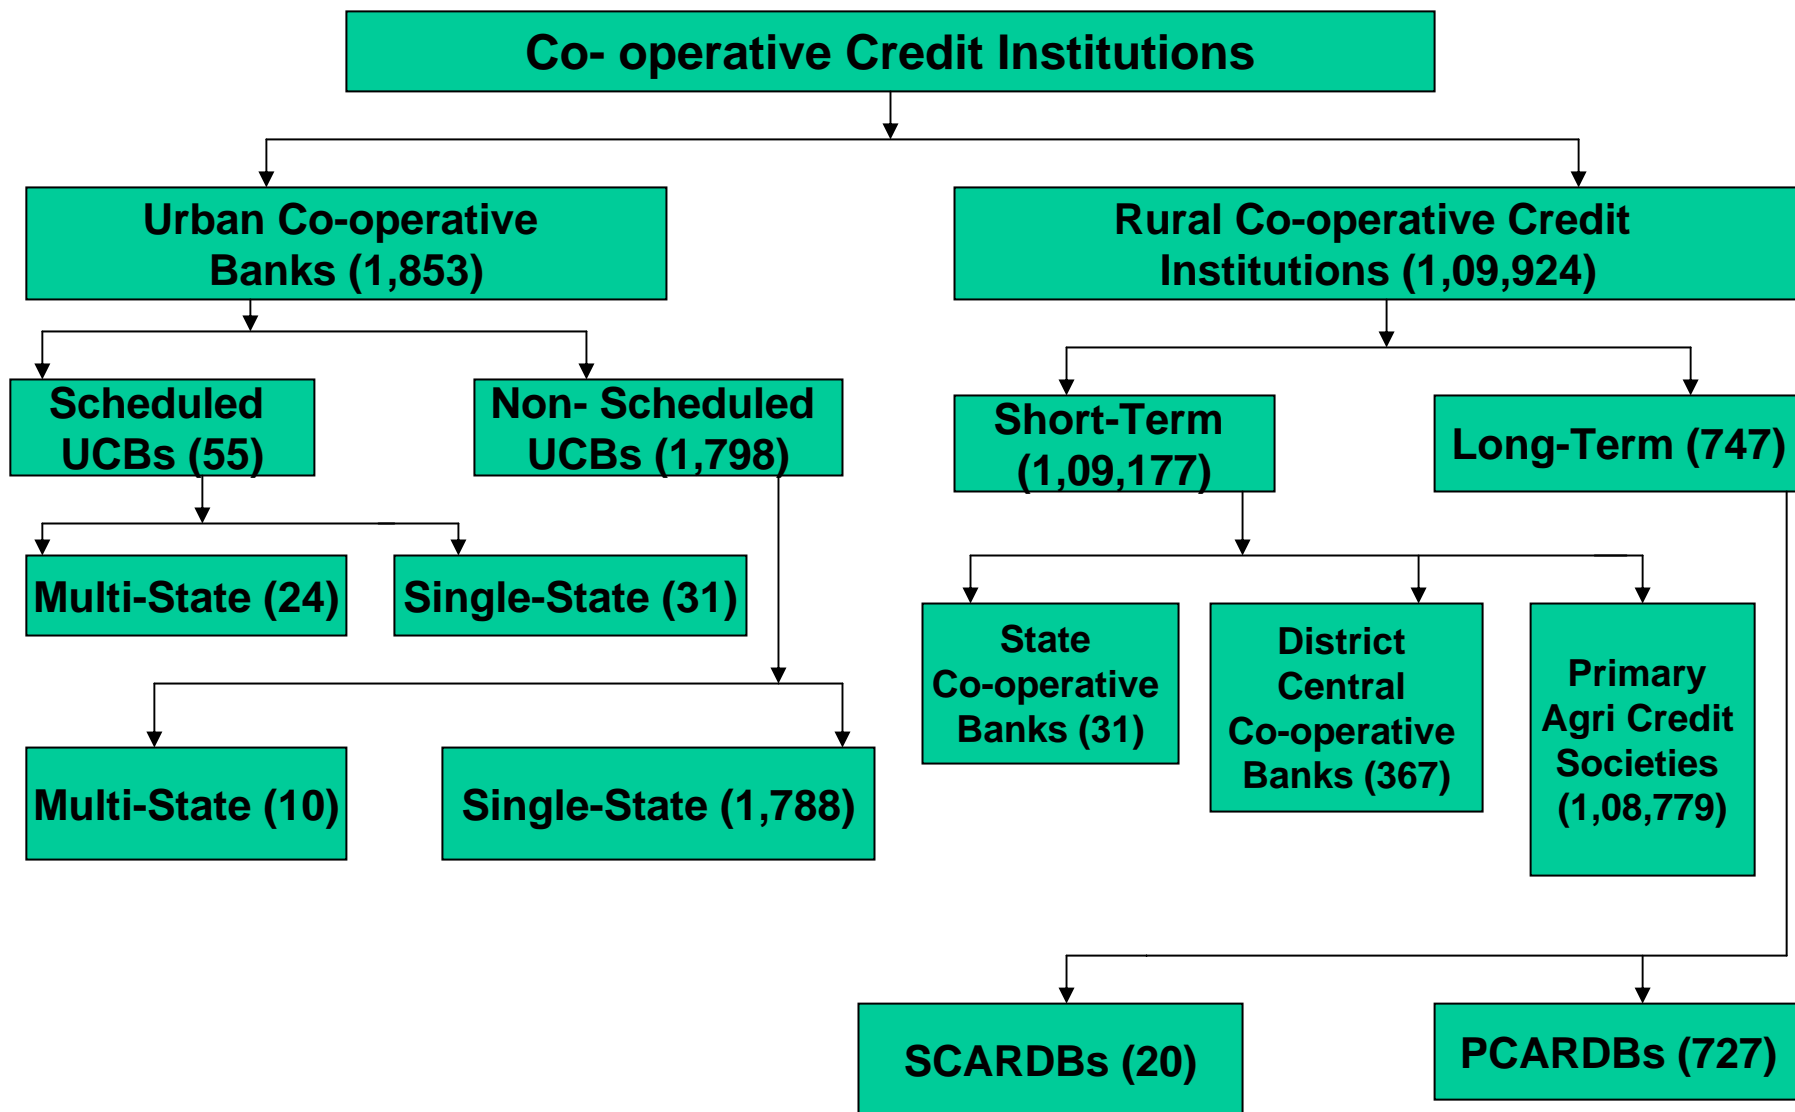 Co- operative Credit Institutions
Urban Co-operative
Banks (1,853)
Rural Co-operative Credit
Institutions (1,09,924)
Scheduled
UCBs (55)
Non- Scheduled
UCBs (1,798)
Short-Term
(1,09,177)
Long-Term (747)
Multi-State (24)
Single-State (31)
State
Co-operative
Banks (31)
District
Central
Co-operative
Banks (367)
Primary
Agri Credit
Societies
(1,08,779)
Multi-State (10)
Single-State (1,788)
SCARDBs (20)
PCARDBs (727)